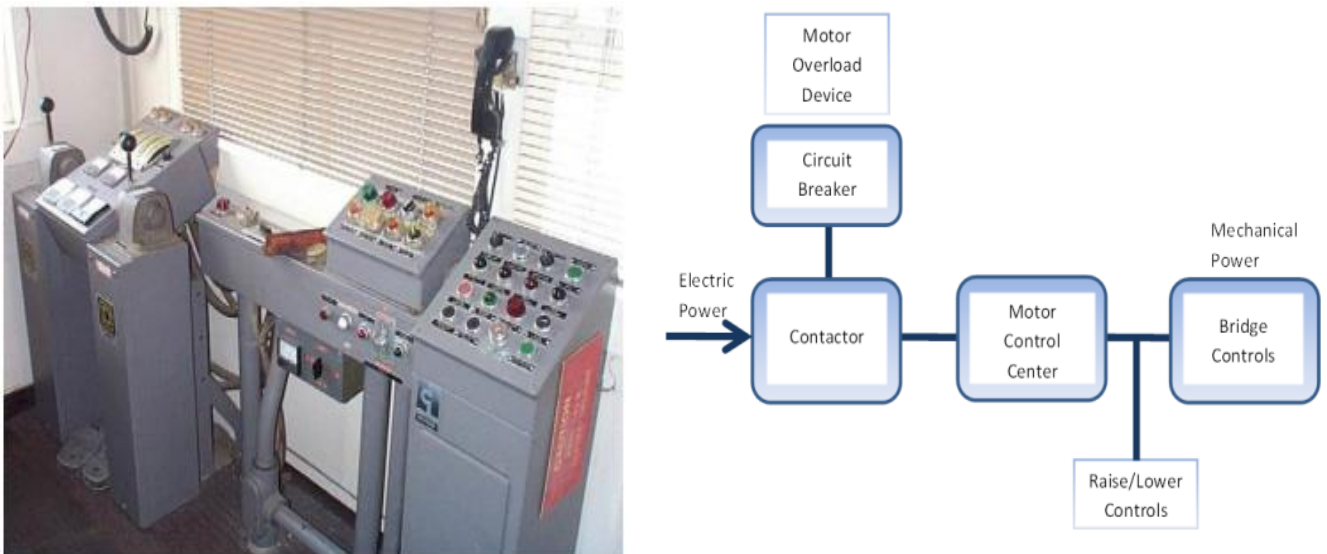 Motor
Overload
Device
Circuit
Breaker
Mechanical
Power
Electric
Power
Contactor
Motor
Control
Center
Bridge
Controls
Raise/Lower
Controls